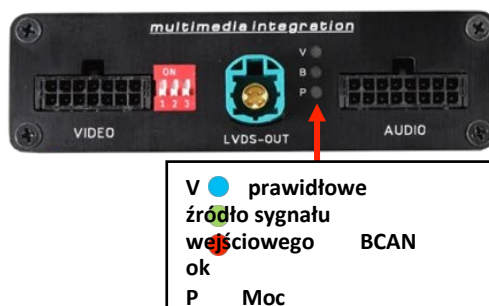 multimedia integration
V
ON
B
P
1 2 3
VIDEO
LVDS-OUT
AUDIO
V prawidłowe
źródło sygnału
wejściowego BCAN
ok
P Moc